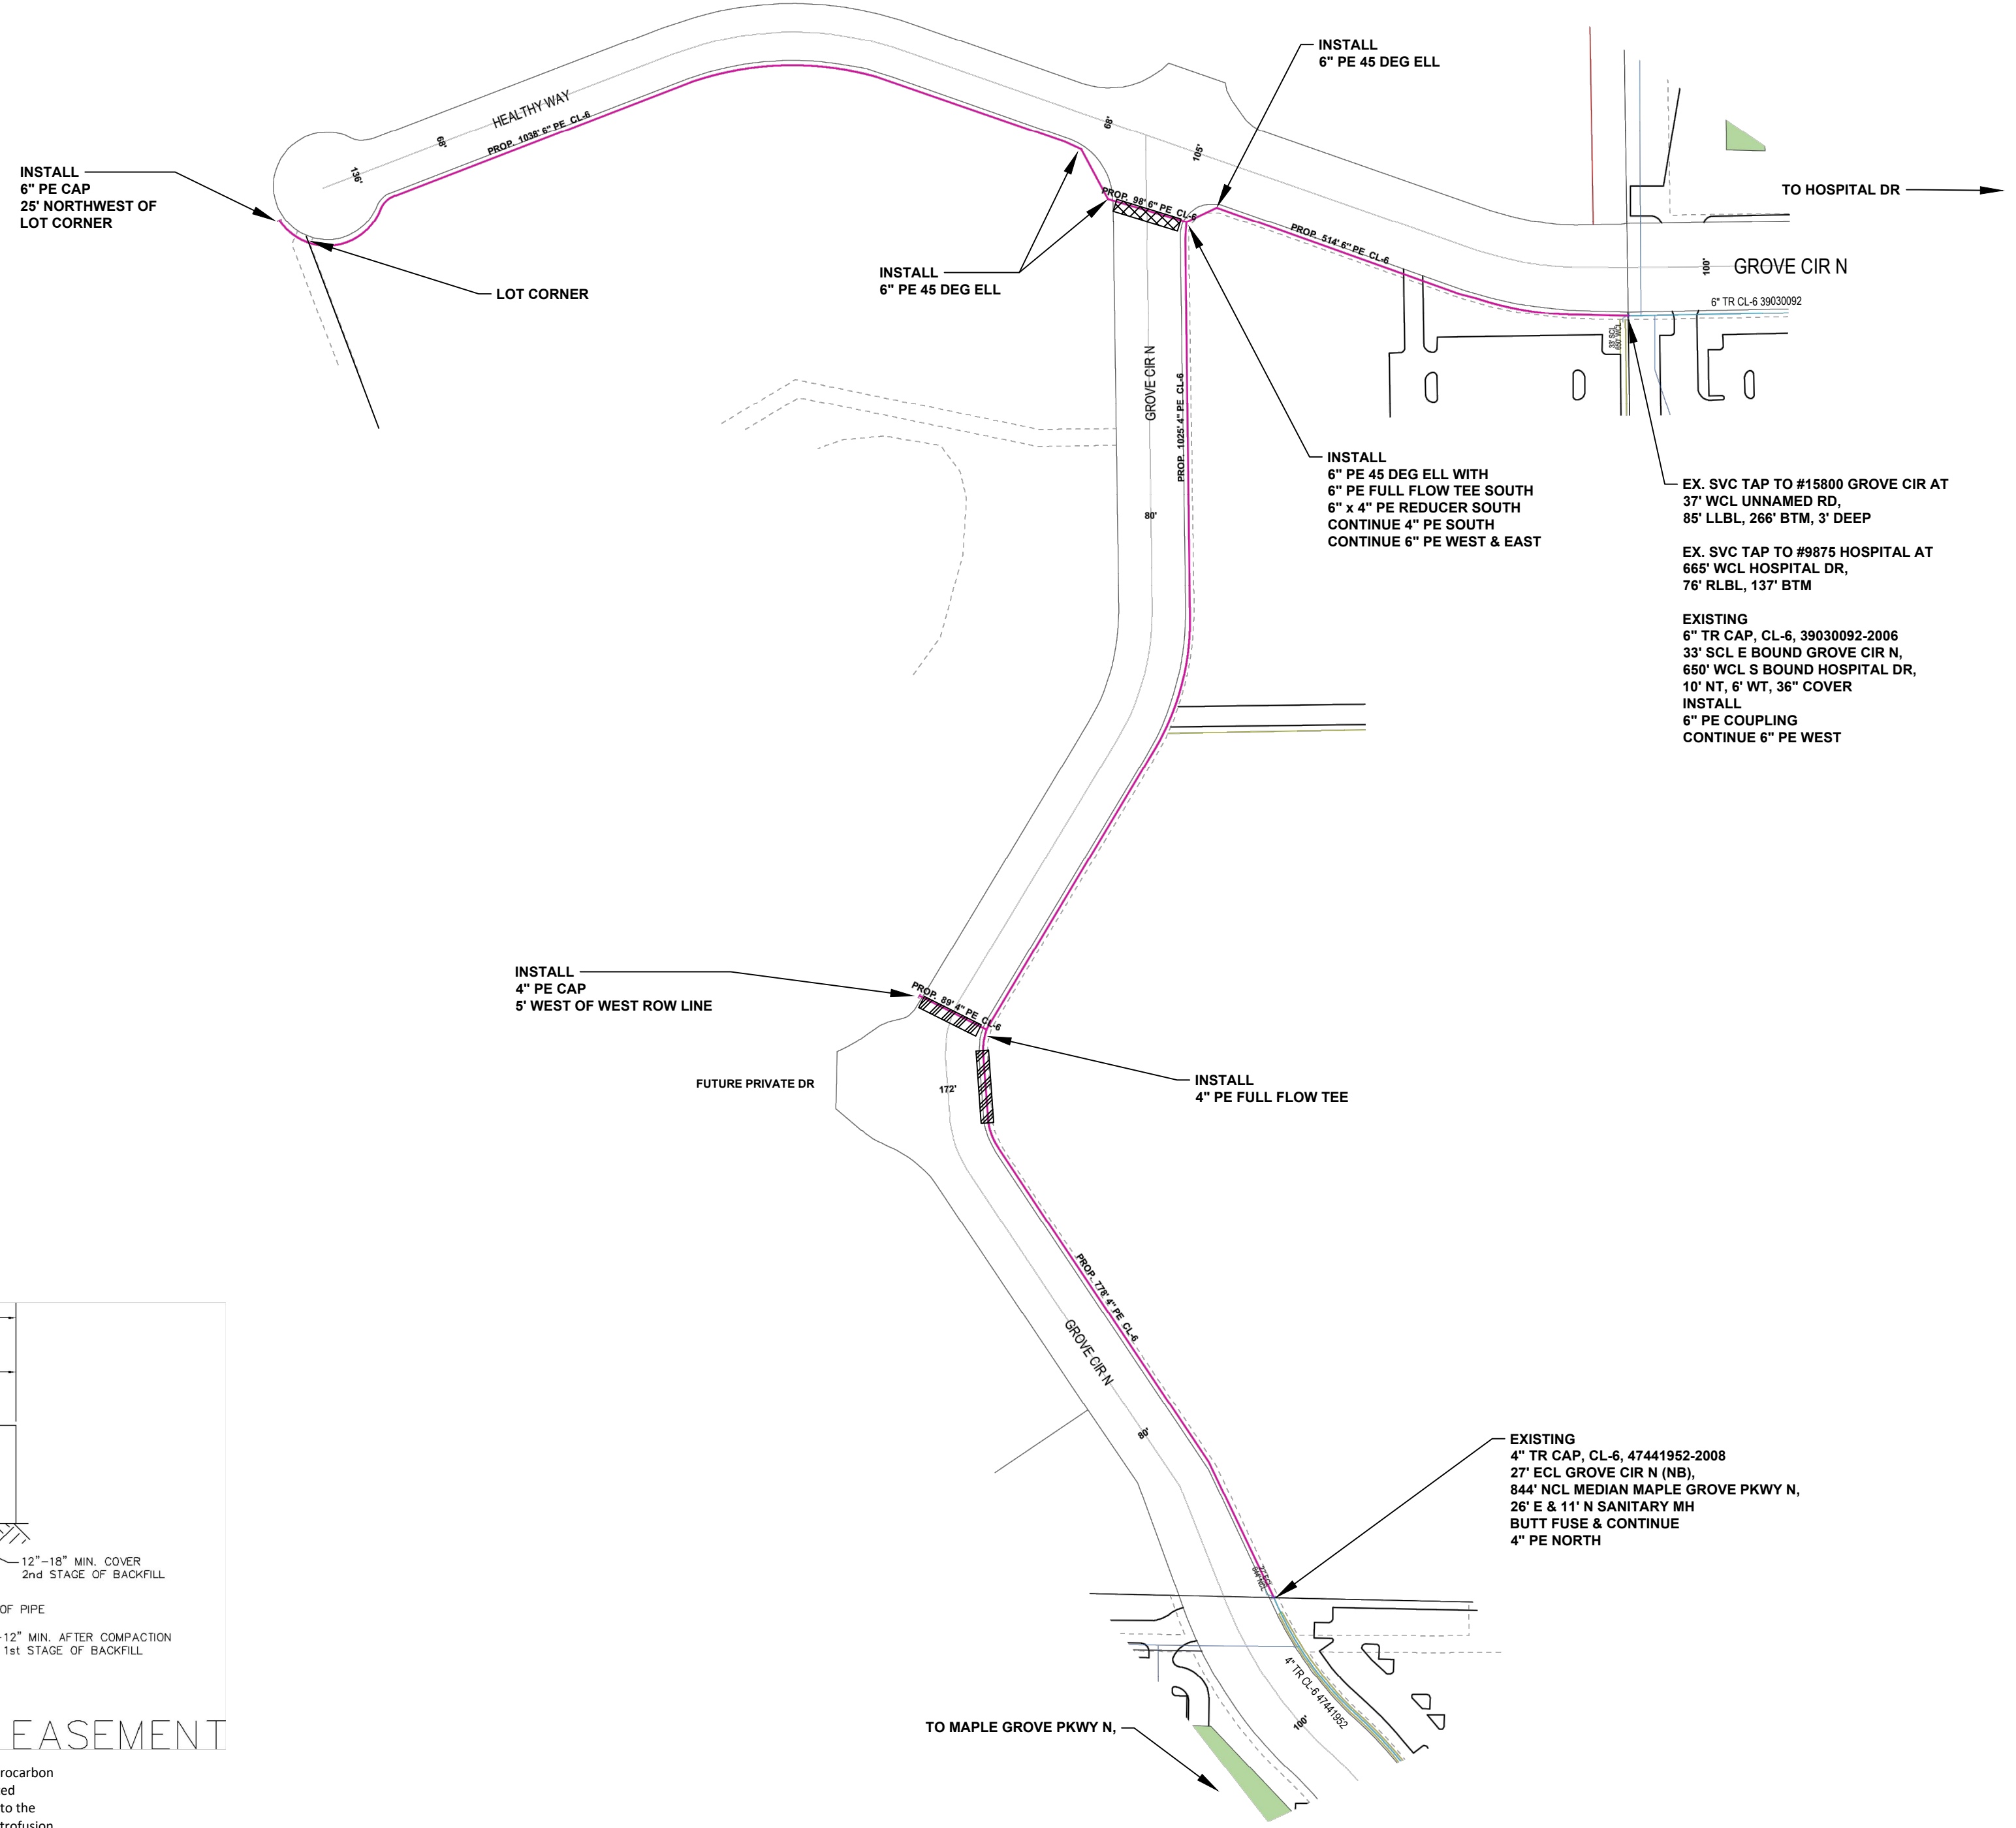 INSTALL
6" PE 45 DEG ELL
HEALTHY WAY
68'
136'
PROP. 1038' 6" PE CL-6
68'
105'
INSTALL
6" PE CAP
25' NORTHWEST OF
LOT CORNER
LOT CORNER
TO HOSPITAL DR
PROP. 98' 6" PE CL-6
PROP. 514' 6" PE CL-6
INSTALL
6" PE 45 DEG ELL
100'
GROVE CIR N
6" TR CL-6 39030092
33' SCL
650' WCL
GROVE CIR N
PROP. 1025' 4" PE CL-6
80'
INSTALL
6" PE 45 DEG ELL WITH
6" PE FULL FLOW TEE SOUTH
6" x 4" PE REDUCER SOUTH
CONTINUE 4" PE SOUTH
CONTINUE 6" PE WEST & EAST
EX. SVC TAP TO #15800 GROVE CIR AT
37' WCL UNNAMED RD,
85' LLBL, 266' BTM, 3' DEEP
EX. SVC TAP TO #9875 HOSPITAL AT
665' WCL HOSPITAL DR,
76' RLBL, 137' BTM
EXISTING
6" TR CAP, CL-6, 39030092-2006
33' SCL E BOUND GROVE CIR N,
650' WCL S BOUND HOSPITAL DR,
10' NT, 6' WT, 36" COVER
INSTALL
6" PE COUPLING
CONTINUE 6" PE WEST
INSTALL
4" PE CAP
5' WEST OF WEST ROW LINE
PROP. 89' 4" PE CL-6
FUTURE PRIVATE DR
172'
INSTALL
4" PE FULL FLOW TEE
PROP. 778' 4" PE CL-6
GROVE CIR N
80'
EXISTING
4" TR CAP, CL-6, 47441952-2008
27' ECL GROVE CIR N (NB),
844' NCL MEDIAN MAPLE GROVE PKWY N,
26' E & 11' N SANITARY MH
BUTT FUSE & CONTINUE
4" PE NORTH
27' ECL
844' NCL
4" TR CL-6 47441952
100'
TO MAPLE GROVE PKWY N,
12"-18" MIN. COVER
2nd STAGE OF BACKFILL
OF PIPE
-12" MIN. AFTER COMPACTION
1st STAGE OF BACKFILL
EASEMENT
rocarbon
ed
to the
trofusion